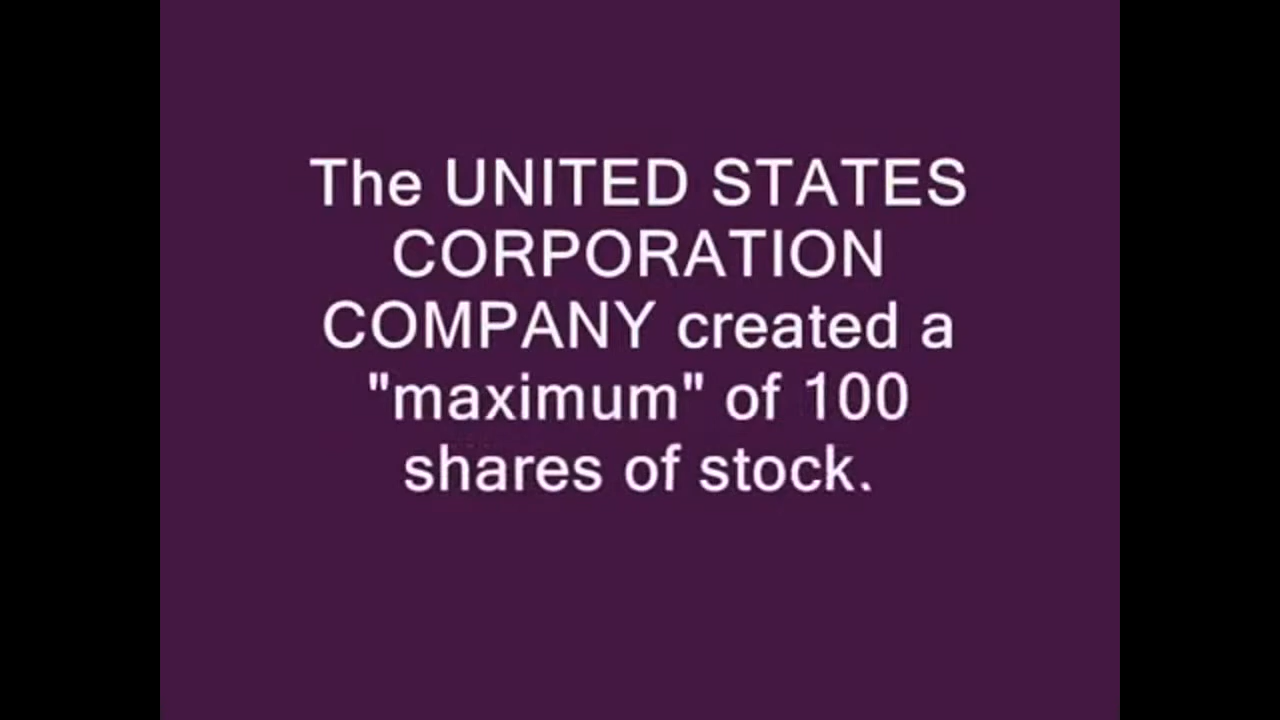 The UNITED STATES
CORPORATION
COMPANY created a
"maximum" of 100
shares of stock.